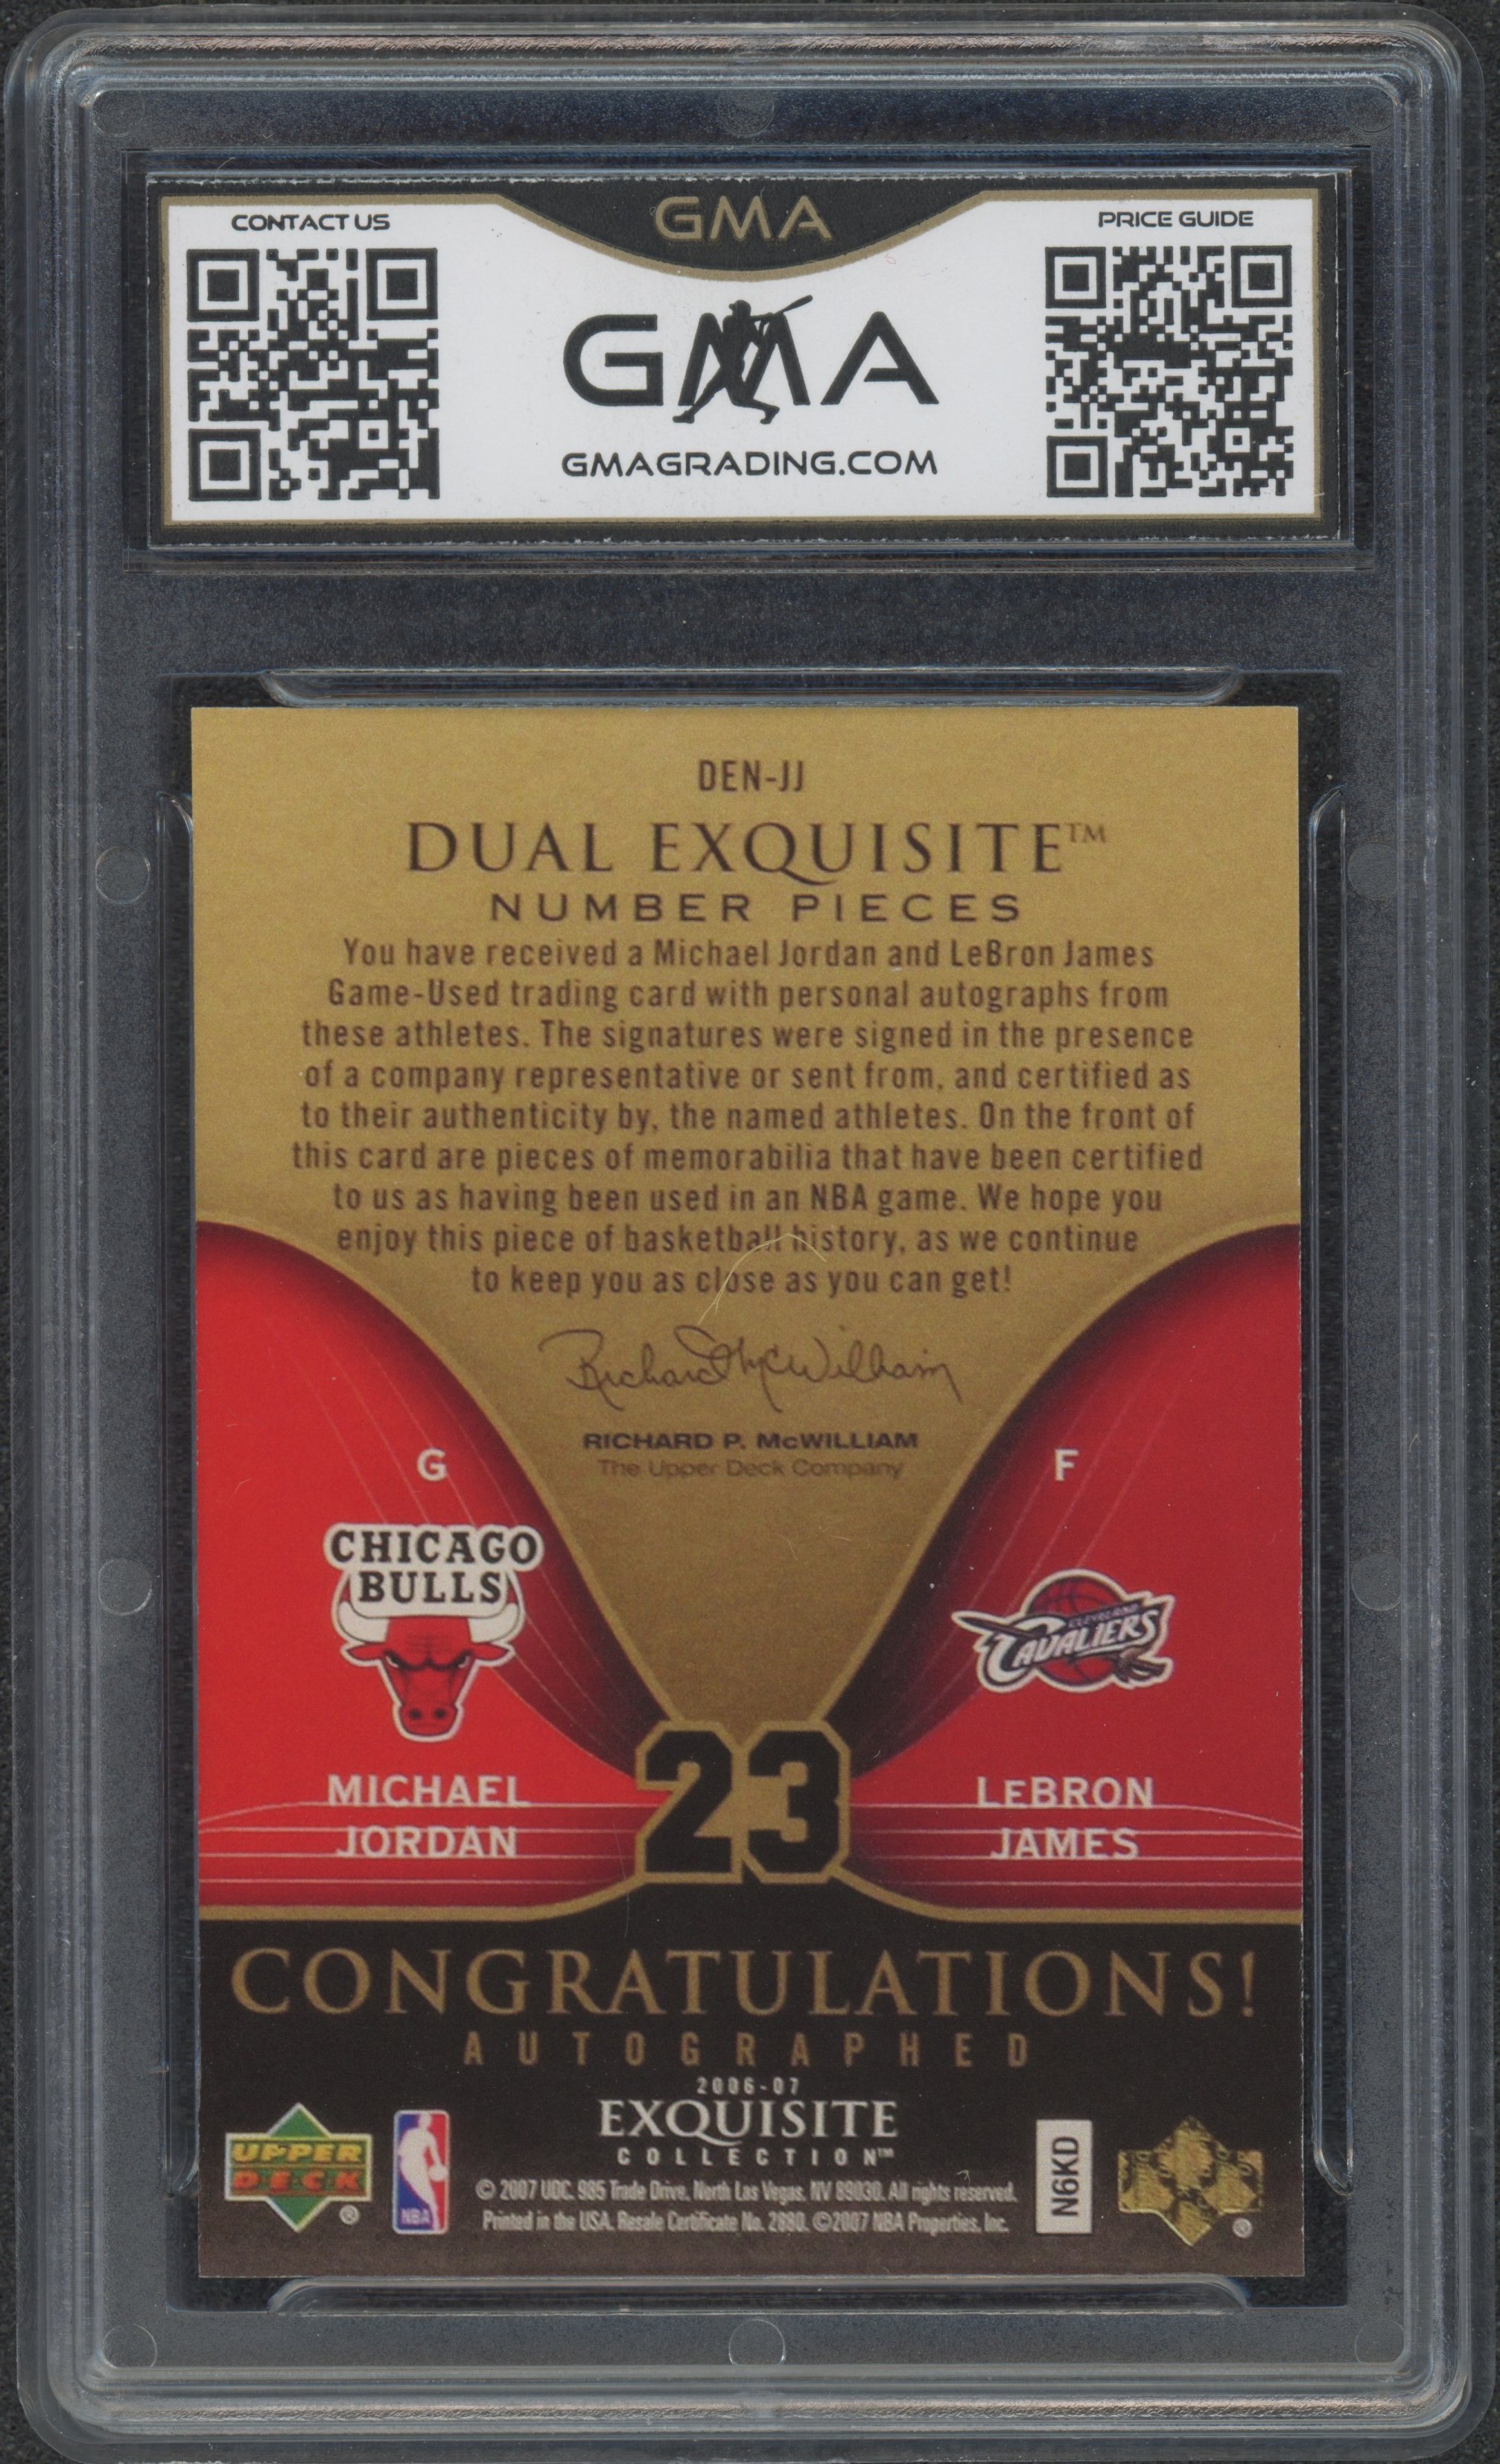 CONTACT US
GMA
PRICE GUIDE
GMA
GMAGRADING.COM
DEN-JJ
DUAL EXQUISITE™
NUMBER PIECES
You have received a Michael Jordan and LeBron James
Game-Used trading card with personal autographs from
these athletes. The signatures were signed in the presence
of a company representative or sent from, and certified as
to their authenticity by, the named athletes. On the front of
this card are pieces of memorabilia that have been certified
to us as having been used in an NBA game. We hope you
enjoy this piece of basketball history, as we continue
to keep you as close as you can get!
Richard McWilliam
RICHARD P. McWILLIAM
The Upper Deck Company
G
F
CHICAGO
BULLS
CLEVELAND
CAVALIERS
MICHAEL
JORDAN
23
LeBRON
JAMES
CONGRATULATIONS!
AUTOGRAPHED
2006-07
EXQUISITE
COLLECTION™
UPPER
DECK
®
NBA
© 2007 UDC. 985 Trade Drive, North Las Vegas, NV 89030. All rights reserved.
Printed in the USA. Resale Certificate No. 2880. ©2007 NBA Properties, Inc.
N6KD
®